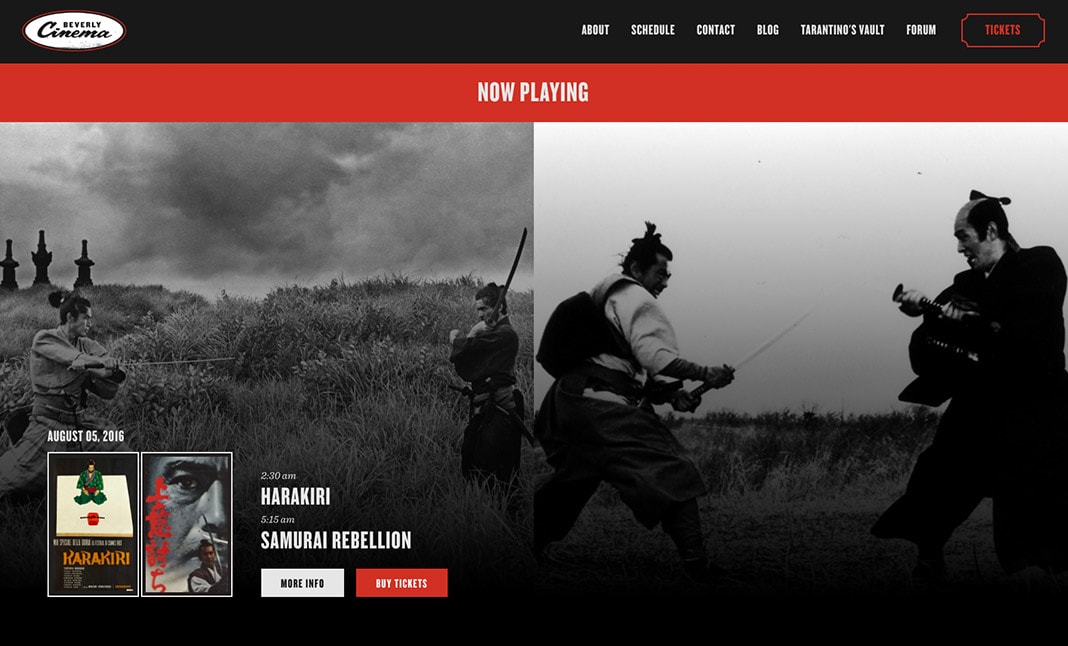 BEVERLY
Cinema
ABOUT SCHEDULE CONTACT BLOG TARANTINO'S VAULT FORUM TICKETS
NOW PLAYING
AUGUST 05, 2016
HARAKIRI
2:30 am
HARAKIRI
5:15 am
SAMURAI REBELLION
MORE INFO BUY TICKETS